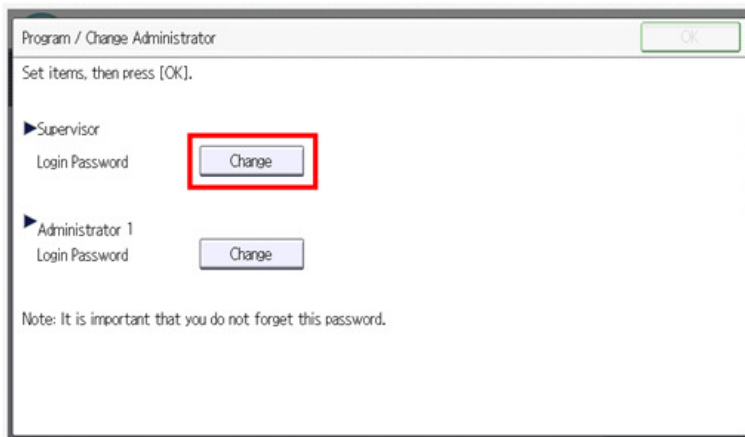 Program / Change Administrator
OK
Set items, then press [OK].
▶Supervisor
Login Password
Change
▶Administrator 1
Login Password
Change
Note: It is important that you do not forget this password.